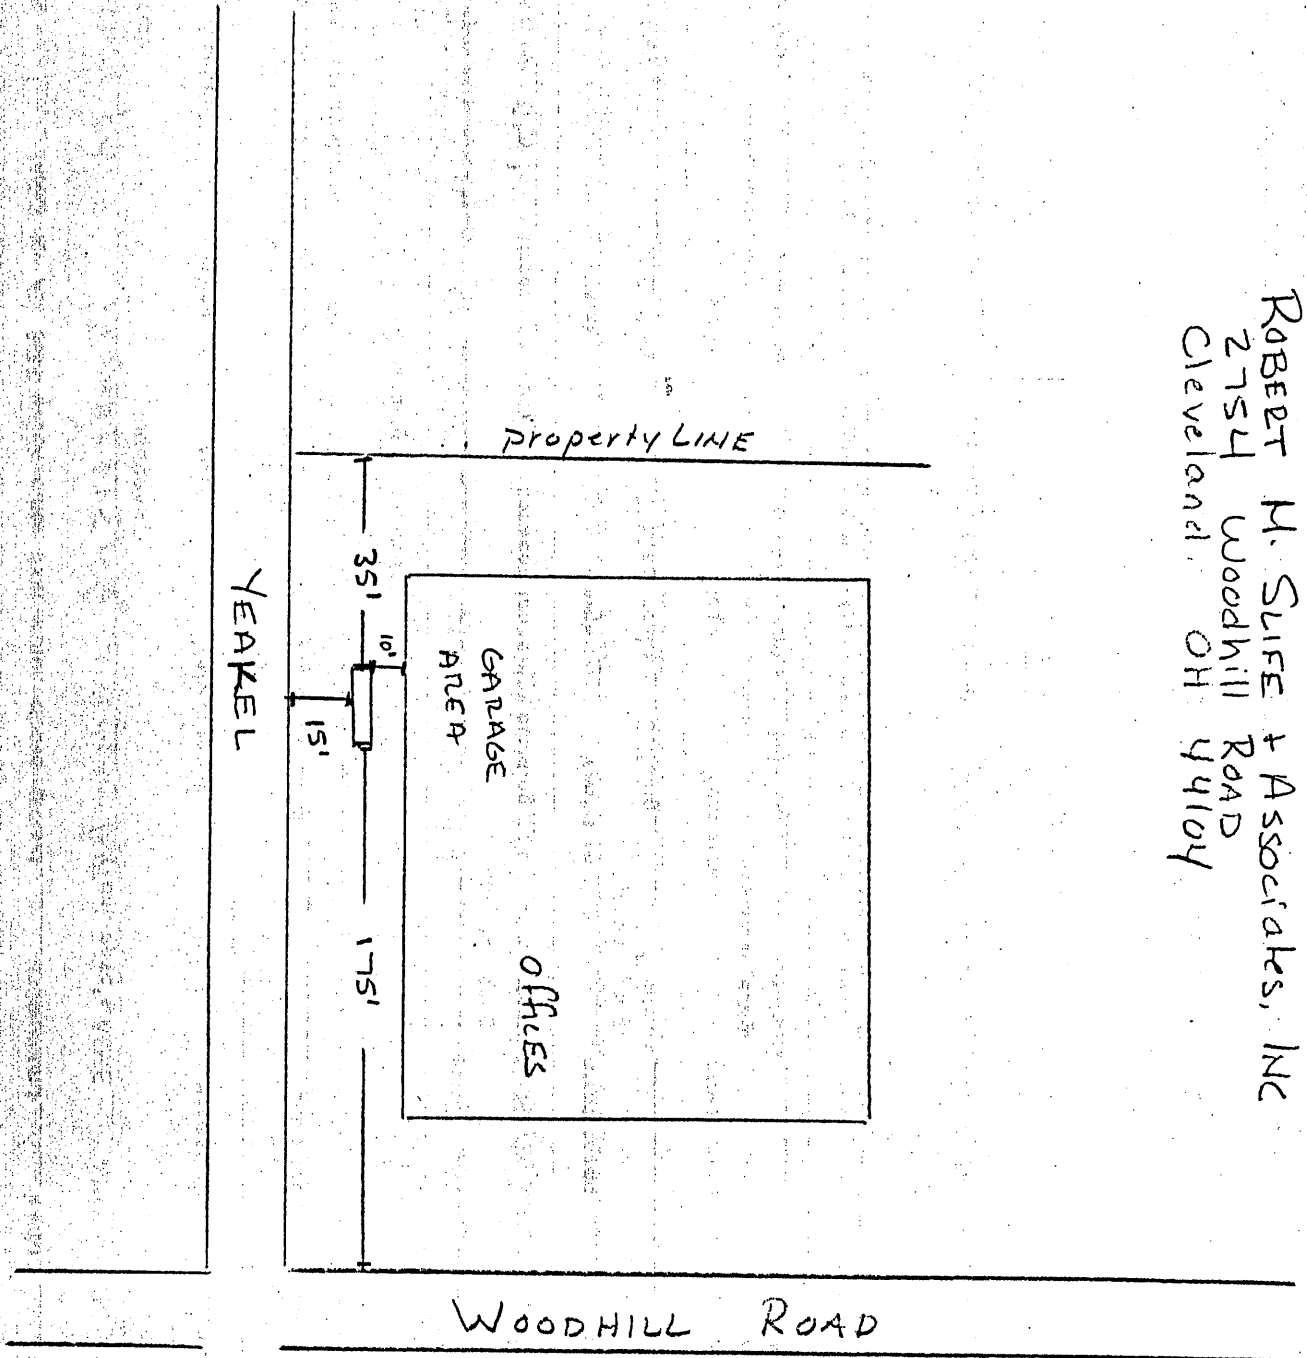 ROBERT M. SLIFE + Associates, INC
2754 Woodhill ROAD
Cleveland, OH 44104
property LINE
35'
10'
GARAGE
AREA
15'
175'
OFFICES
YEAKEL
WOODHILL ROAD